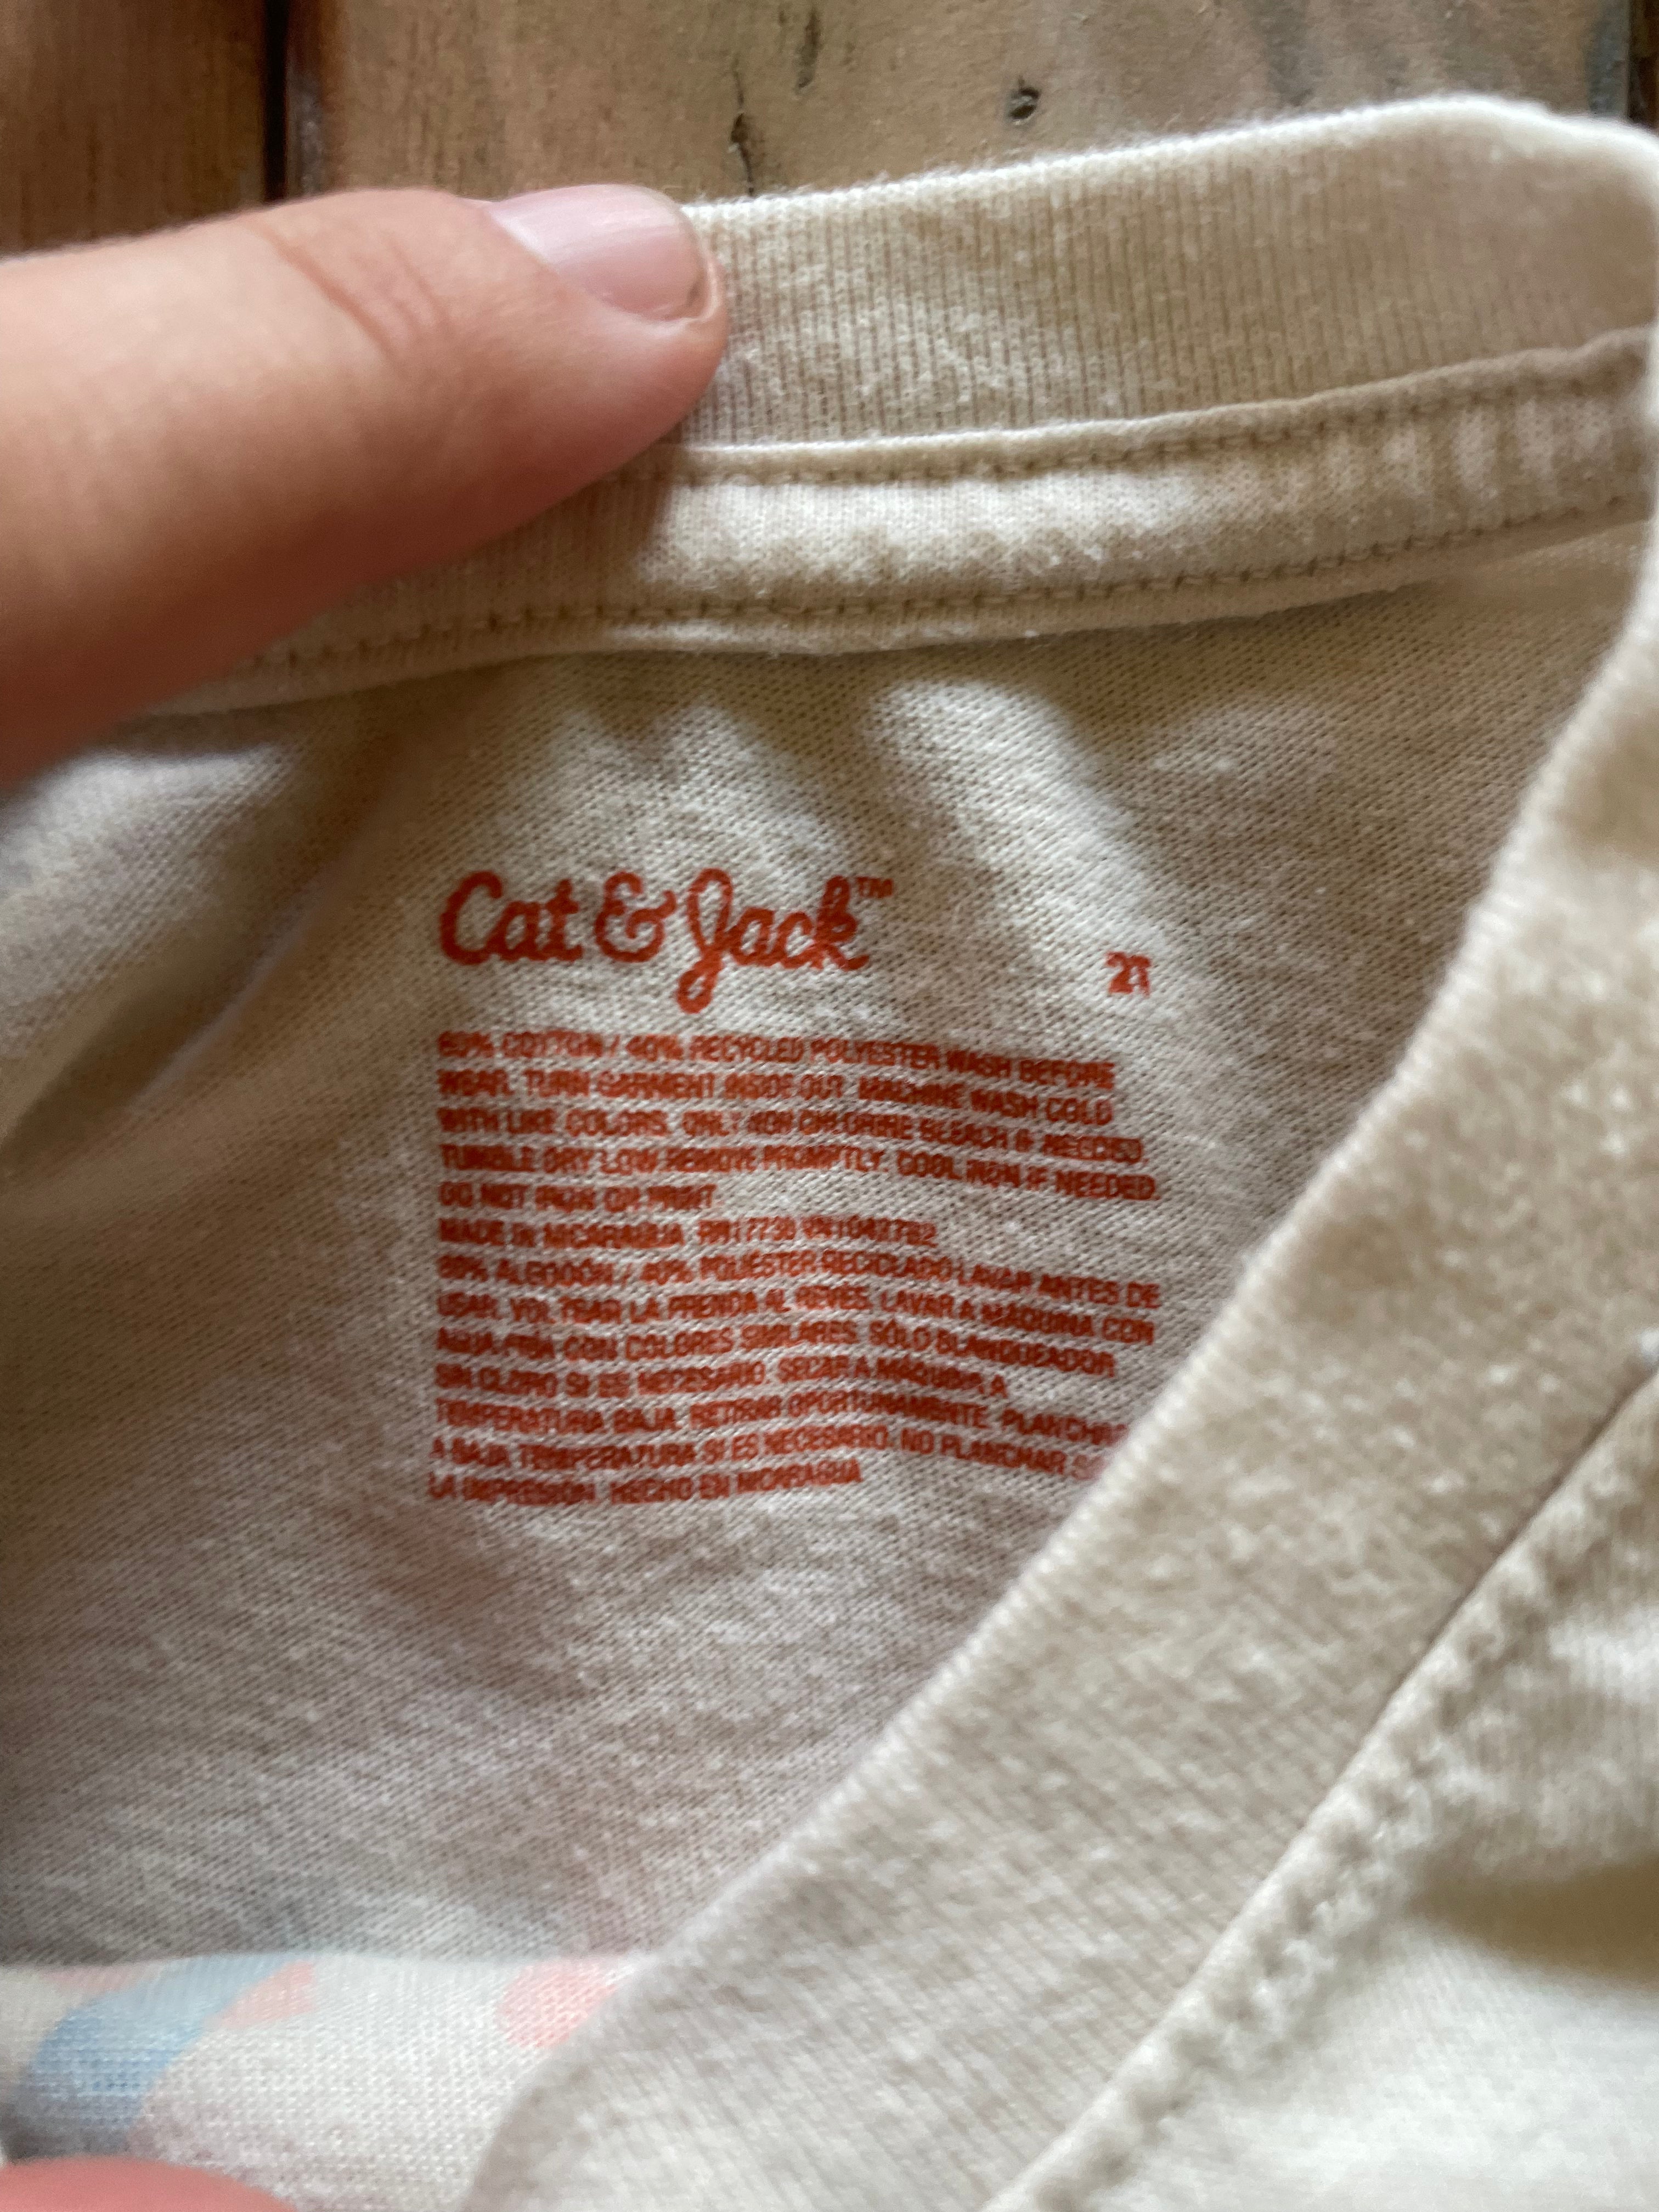 Cat & Jack™
2T
60% COTTON / 40% RECYCLED POLYESTER WASH BEFORE
WEAR. TURN GARMENT INSIDE OUT. MACHINE WASH COLD
WITH LIKE COLORS. ONLY NON CHLORINE BLEACH IF NEEDED.
TUMBLE DRY LOW. REMOVE PROMPTLY. COOL IRON IF NEEDED.
DO NOT IRON ON PRINT.
MADE IN NICARAGUA
60% ALGODÓN / 40% POLIÉSTER RECICLADO LAVAR ANTES DE
USAR. VOLTEAR LA PRENDA AL REVÉS. LAVAR A MÁQUINA CON
AGUA FRÍA CON COLORES SIMILARES. SÓLO BLANQUEADOR
SIN CLORO SI ES NECESARIO. SECAR A MÁQUINA A
TEMPERATURA BAJA. RETIRAR OPORTUNAMENTE.
A BAJA TEMPERATURA SI ES NECESARIO. NO PLANCHAR
LA IMPRESIÓN. HECHO EN NICARAGUA